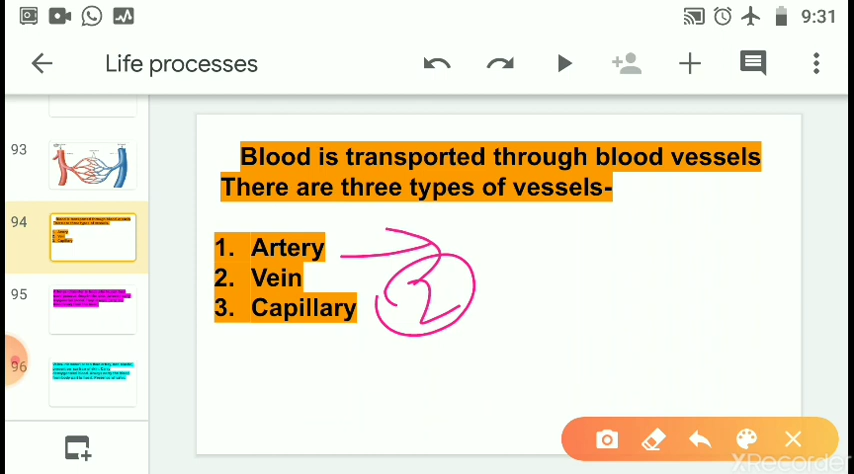 9:31
Life processes
93
94
95
96
Blood is transported through blood vessels
There are three types of vessels-
1. Artery
2. Vein
3. Capillary
XRecorder